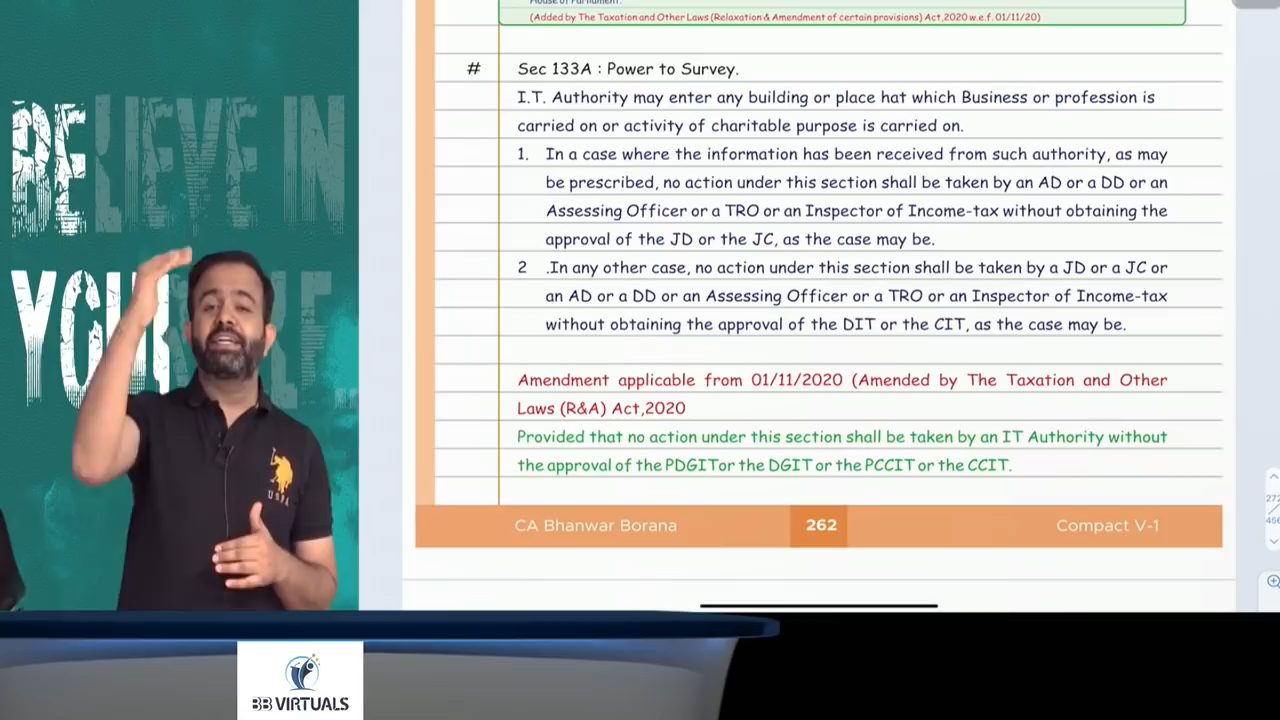 BELIEVE IN
YOURSELF...
U S P A
BB VIRTUALS
House of Parliament.
(Added by The Taxation and Other Laws (Relaxation & Amendment of certain provisions) Act,2020 w.e.f. 01/11/20)
# Sec 133A : Power to Survey.
I.T. Authority may enter any building or place hat which Business or profession is
carried on or activity of charitable purpose is carried on.
1. In a case where the information has been received from such authority, as may
be prescribed, no action under this section shall be taken by an AD or a DD or an
Assessing Officer or a TRO or an Inspector of Income-tax without obtaining the
approval of the JD or the JC, as the case may be.
2 .In any other case, no action under this section shall be taken by a JD or a JC or
an AD or a DD or an Assessing Officer or a TRO or an Inspector of Income-tax
without obtaining the approval of the DIT or the CIT, as the case may be.
Amendment applicable from 01/11/2020 (Amended by The Taxation and Other
Laws (R&A) Act,2020
Provided that no action under this section shall be taken by an IT Authority without
the approval of the PDGITor the DGIT or the PCCIT or the CCIT.
CA Bhanwar Borana 262 Compact V-1
272
456